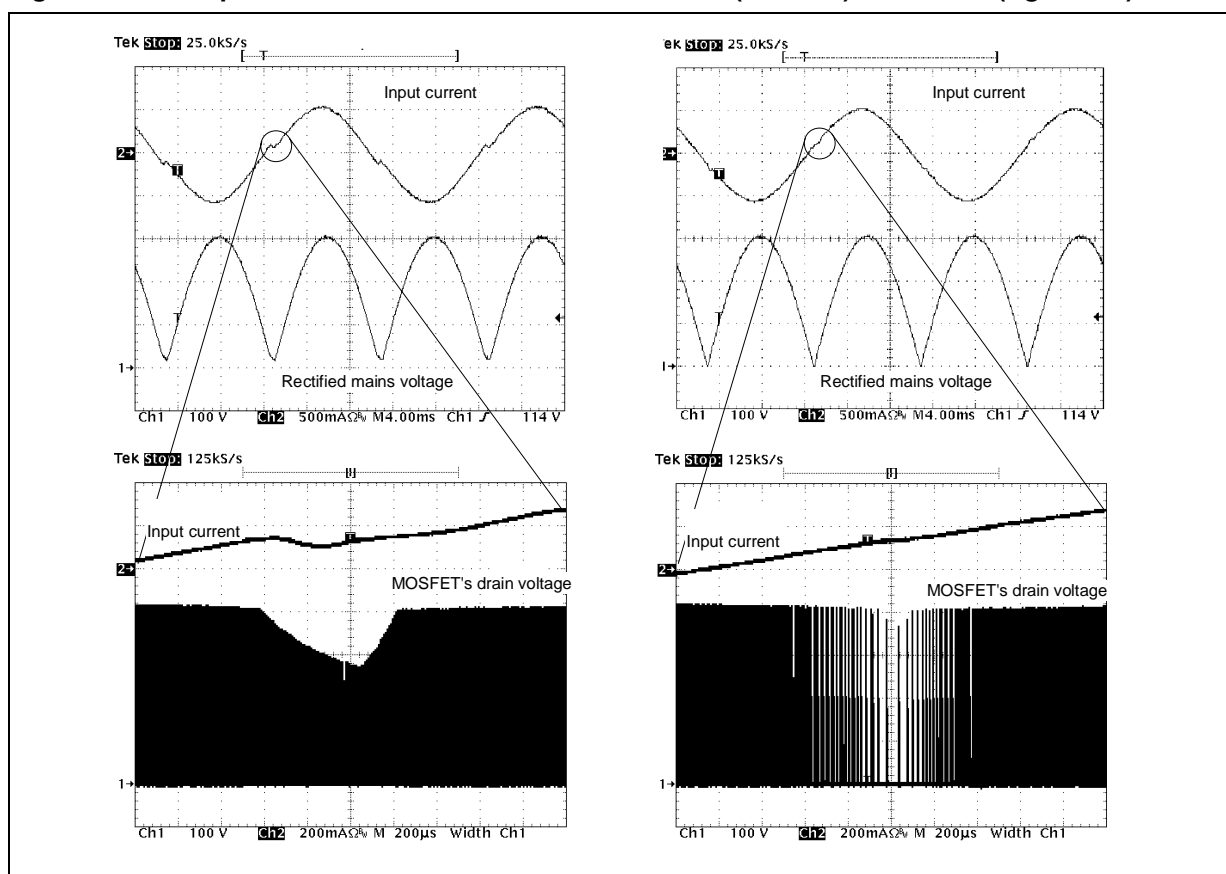 Tek Stop: 25.0kS/s
[ T ]
Input current
2→
T
T
1→
Rectified mains voltage
Ch1 100 V Ch2 500mAΩ M4.00ms Ch1 114 V
ek Stop: 25.0kS/s
[ T ]
Input current
2→
T
T
1→
Rectified mains voltage
Ch1 100 V Ch2 500mAΩ M4.00ms Ch1 114 V
Tek Stop: 125kS/s
[ ]
Input current
T
2→
MOSFET's drain voltage
1→
Ch1 100 V Ch2 200mAΩ M 200µs Width Ch1
Tek Stop: 125kS/s
[ ]
Input current
T
2→
MOSFET's drain voltage
1→
Ch1 100 V Ch2 200mAΩ M 200µs Width Ch1